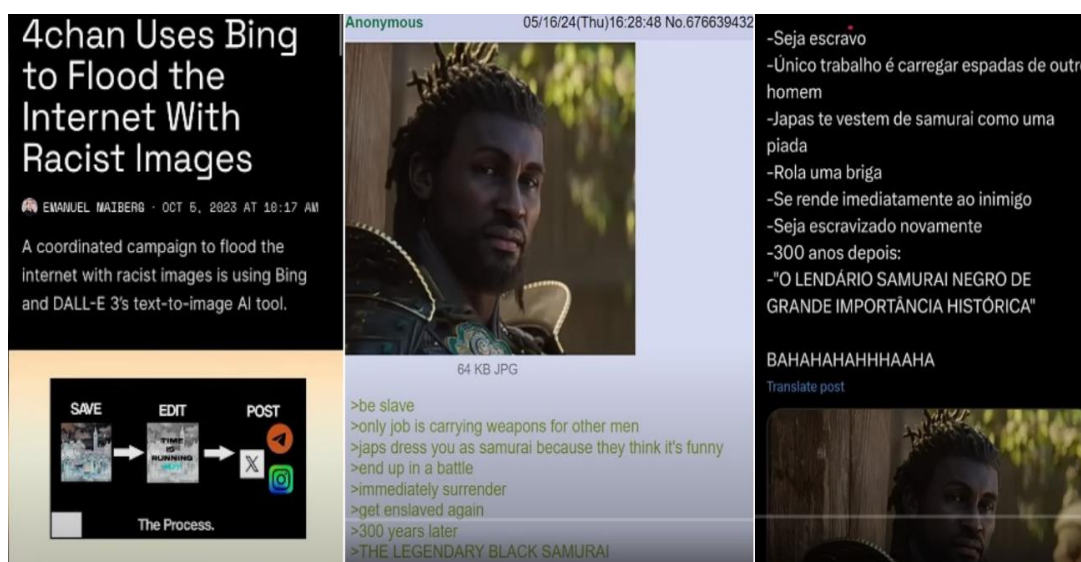 4chan Uses Bing
to Flood the
Internet With
Racist Images
EMANUEL MAIBERG · OCT 5, 2023 AT 10:17 AM
A coordinated campaign to flood the
internet with racist images is using Bing
and DALL-E 3's text-to-image AI tool.
SAVE
EDIT
POST
TIME
IS
RUNNING
The Process.
Anonymous
05/16/24(Thu)16:28:48 No.676639432
64 KB JPG
>be slave
>only job is carrying weapons for other men
>japs dress you as samurai because they think it's funny
>end up in a battle
>immediately surrender
>get enslaved again
>300 years later
>THE LEGENDARY BLACK SAMURAI
-Seja escravo
-Único trabalho é carregar espadas de outro
homem
-Japas te vestem de samurai como uma
piada
-Rola uma briga
-Se rende imediatamente ao inimigo
-Seja escravizado novamente
-300 anos depois:
-"O LENDÁRIO SAMURAI NEGRO DE
GRANDE IMPORTÂNCIA HISTÓRICA"
BAHAHAHAHHHAAHA
Translate post